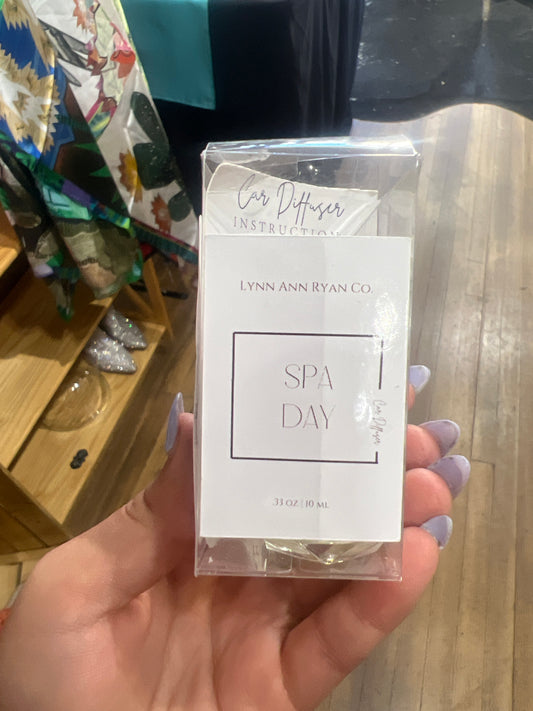 Car Diffuser
INSTRUCTION
LYNN ANN RYAN CO.
SPA
DAY
Car Diffuser
.33 OZ | 10 ML